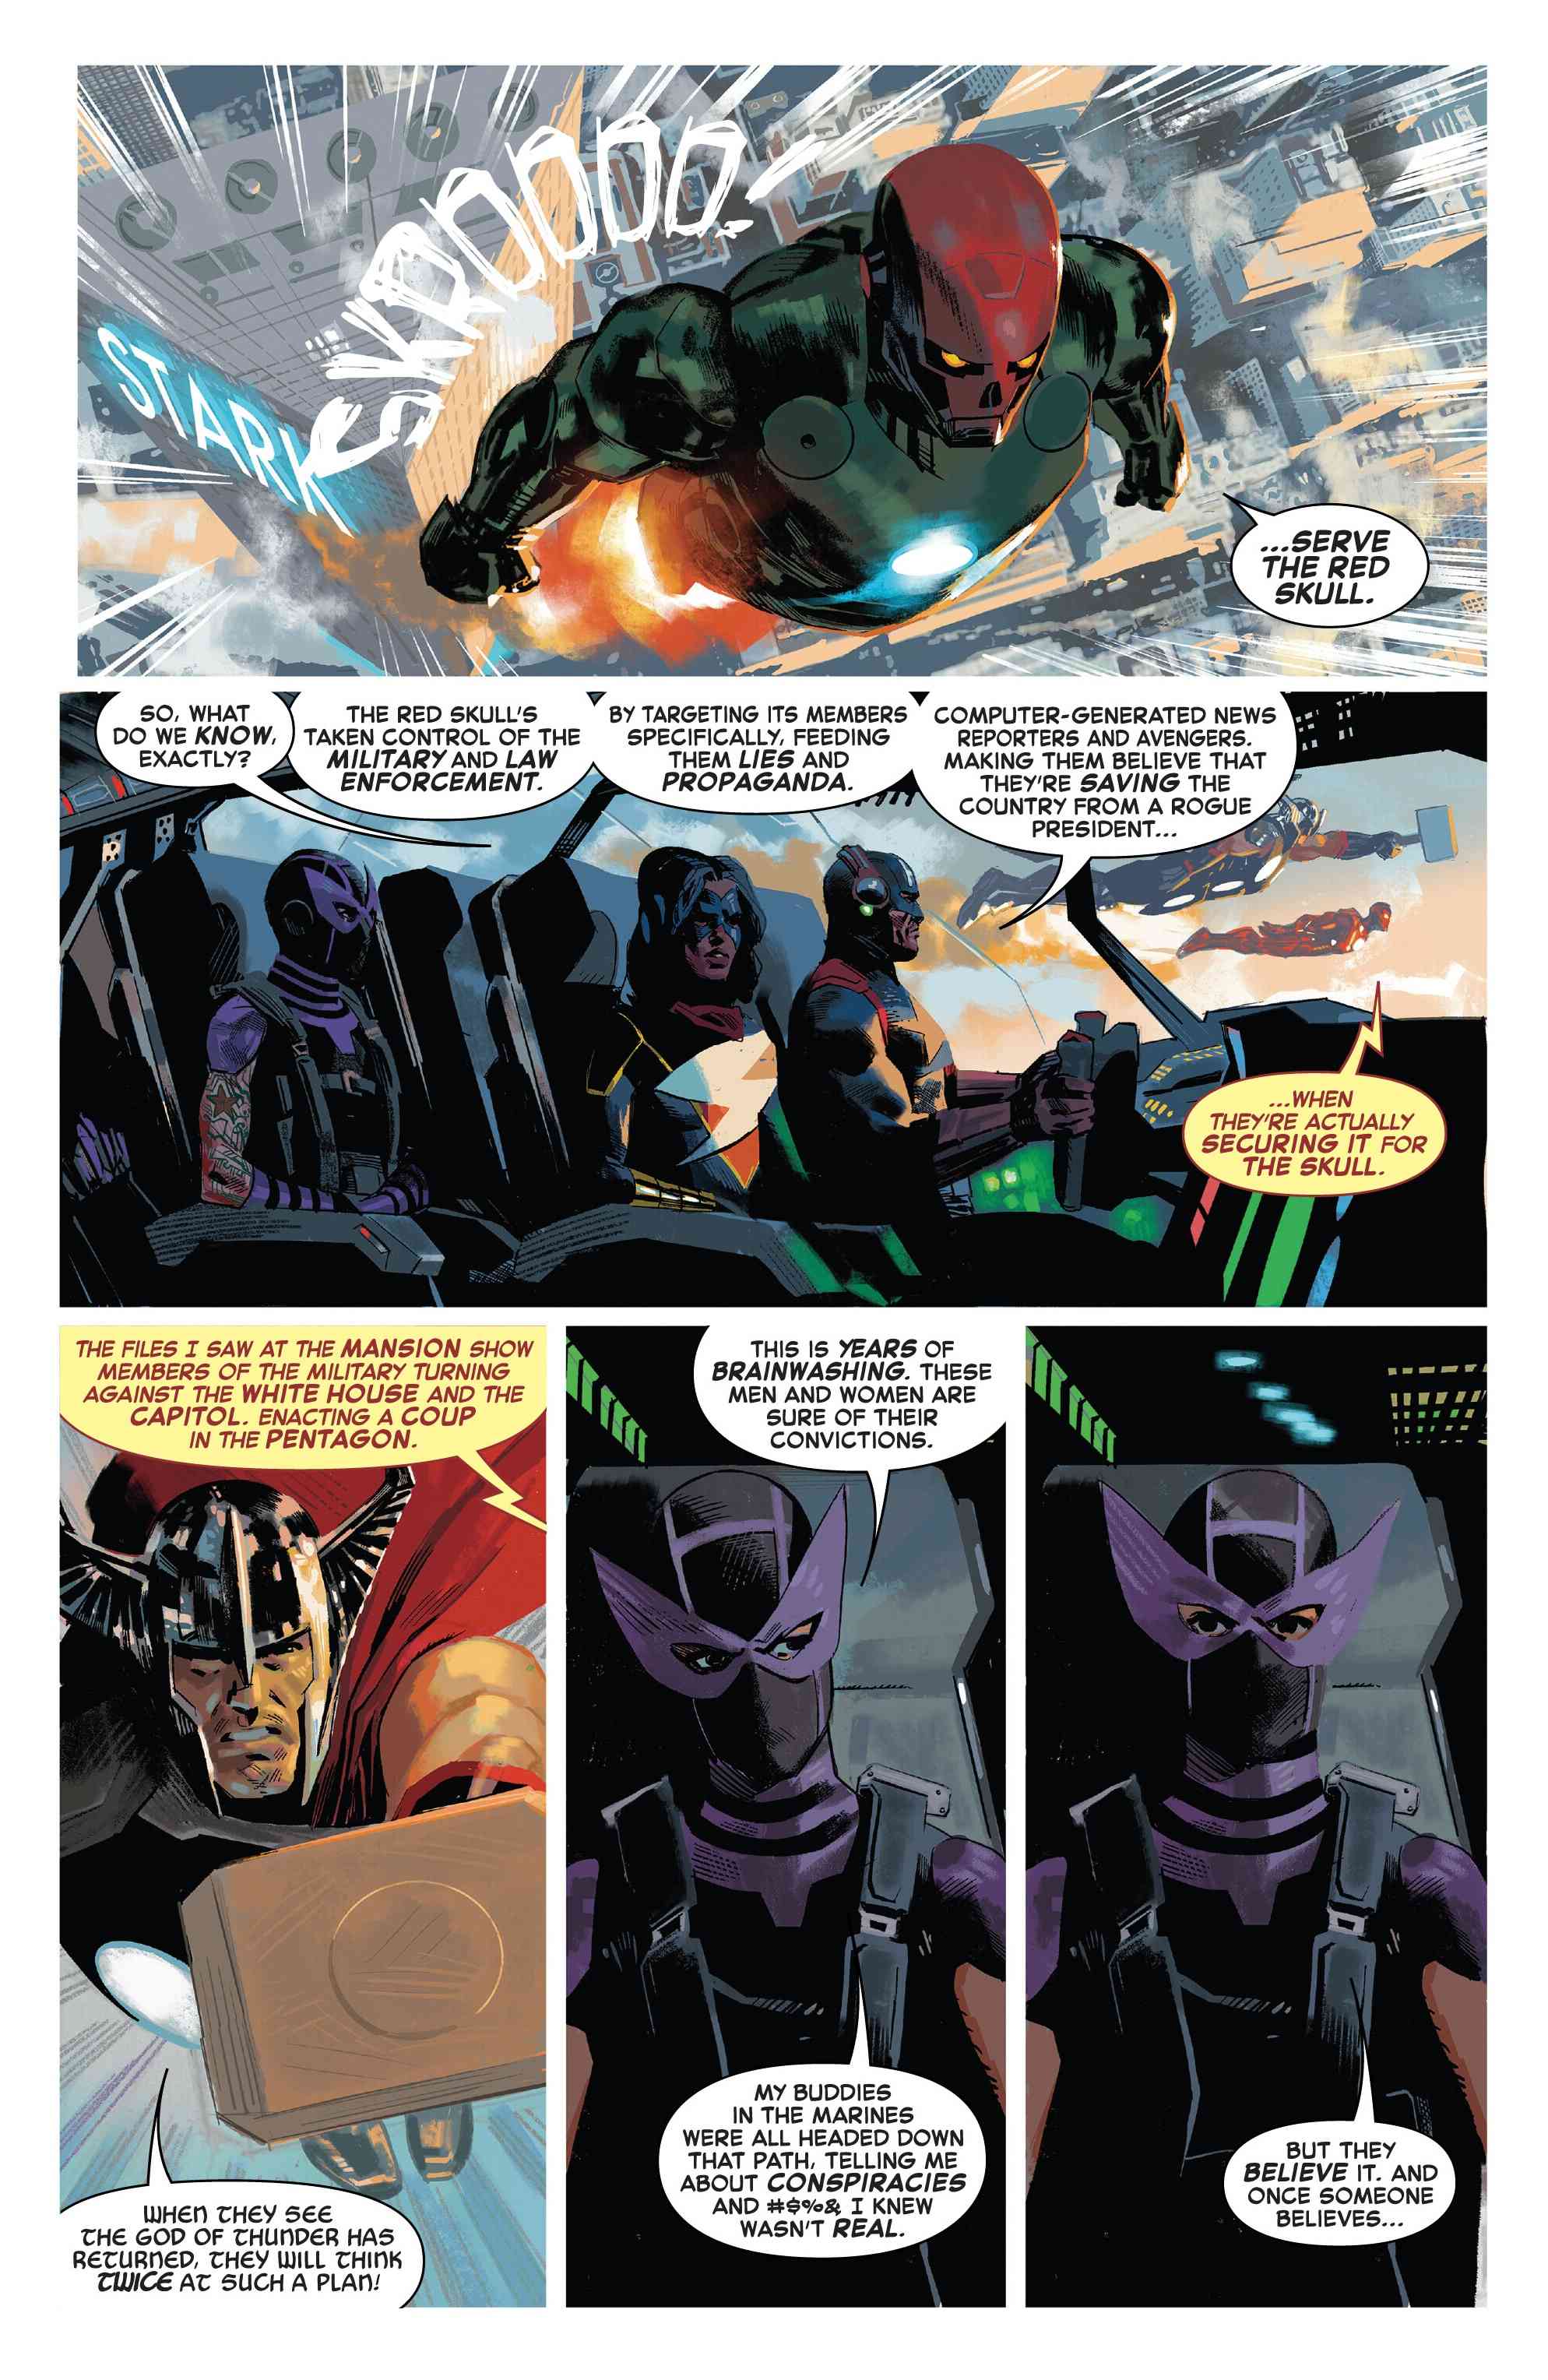 SKROOOOOO!
STARK
...SERVE
THE RED
SKULL.
SO, WHAT
DO WE KNOW,
EXACTLY?
THE RED SKULL'S
TAKEN CONTROL OF THE
MILITARY AND LAW
ENFORCEMENT.
BY TARGETING ITS MEMBERS
SPECIFICALLY, FEEDING
THEM LIES AND
PROPAGANDA.
COMPUTER-GENERATED NEWS
REPORTERS AND AVENGERS.
MAKING THEM BELIEVE THAT
THEY'RE SAVING THE
COUNTRY FROM A ROGUE
PRESIDENT...
...WHEN
THEY'RE ACTUALLY
SECURING IT FOR
THE SKULL.
THE FILES I SAW AT THE MANSION SHOW
MEMBERS OF THE MILITARY TURNING
AGAINST THE WHITE HOUSE AND THE
CAPITOL. ENACTING A COUP
IN THE PENTAGON.
WHEN THEY SEE
THE GOD OF THUNDER HAS
RETURNED, THEY WILL THINK
TWICE AT SUCH A PLAN!
THIS IS YEARS OF
BRAINWASHING. THESE
MEN AND WOMEN ARE
SURE OF THEIR
CONVICTIONS.
MY BUDDIES
IN THE MARINES
WERE ALL HEADED DOWN
THAT PATH, TELLING ME
ABOUT CONSPIRACIES
AND #$%& I KNEW
WASN'T REAL.
BUT THEY
BELIEVE IT. AND
ONCE SOMEONE
BELIEVES...